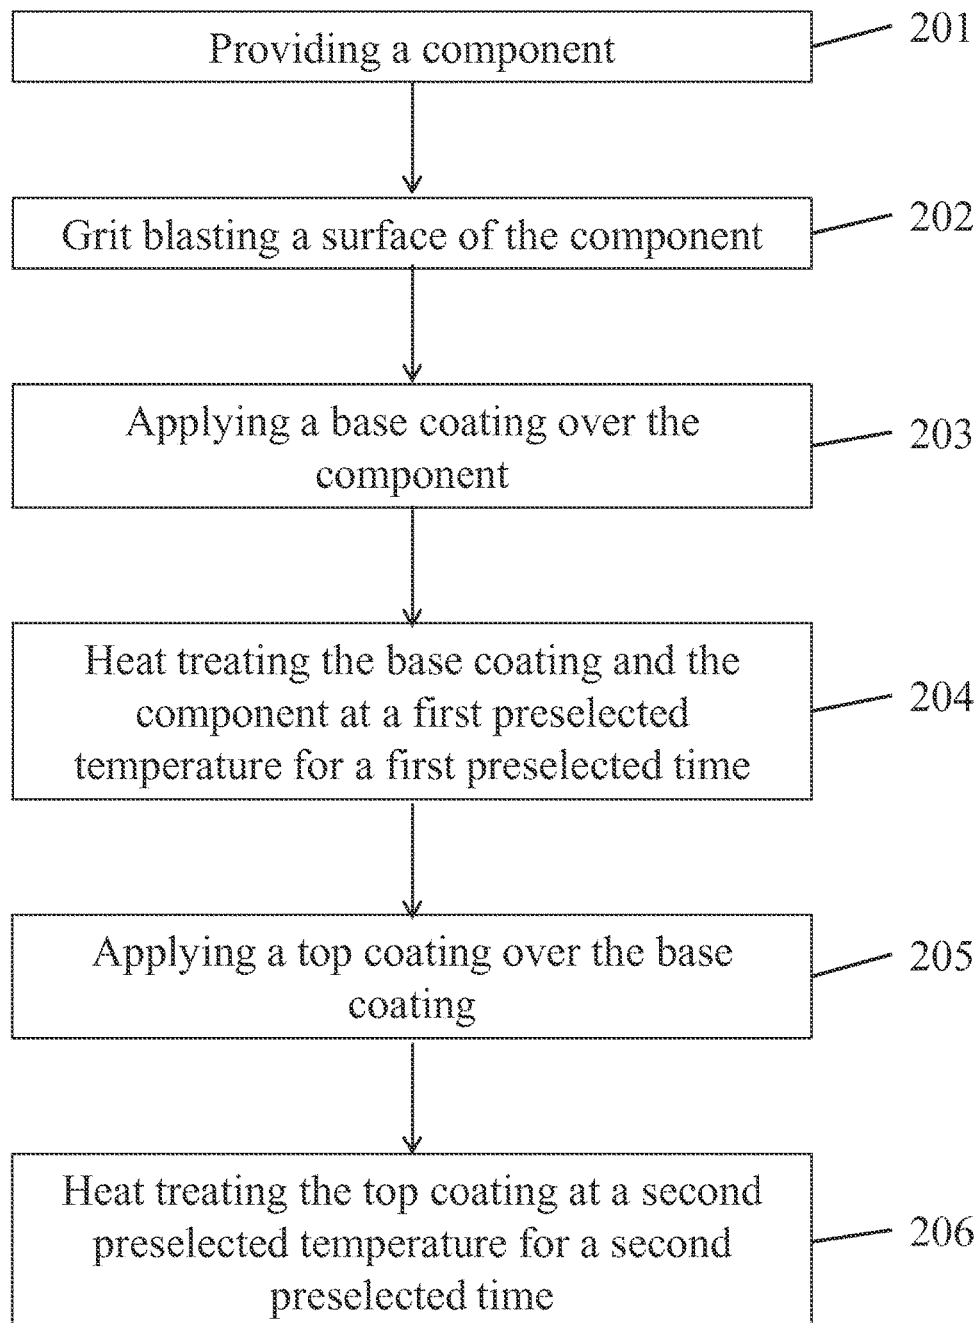 Providing a component
201
Grit blasting a surface of the component
202
Applying a base coating over the
component
203
Heat treating the base coating and the
component at a first preselected
temperature for a first preselected time
204
Applying a top coating over the base
coating
205
Heat treating the top coating at a second
preselected temperature for a second
preselected time
206